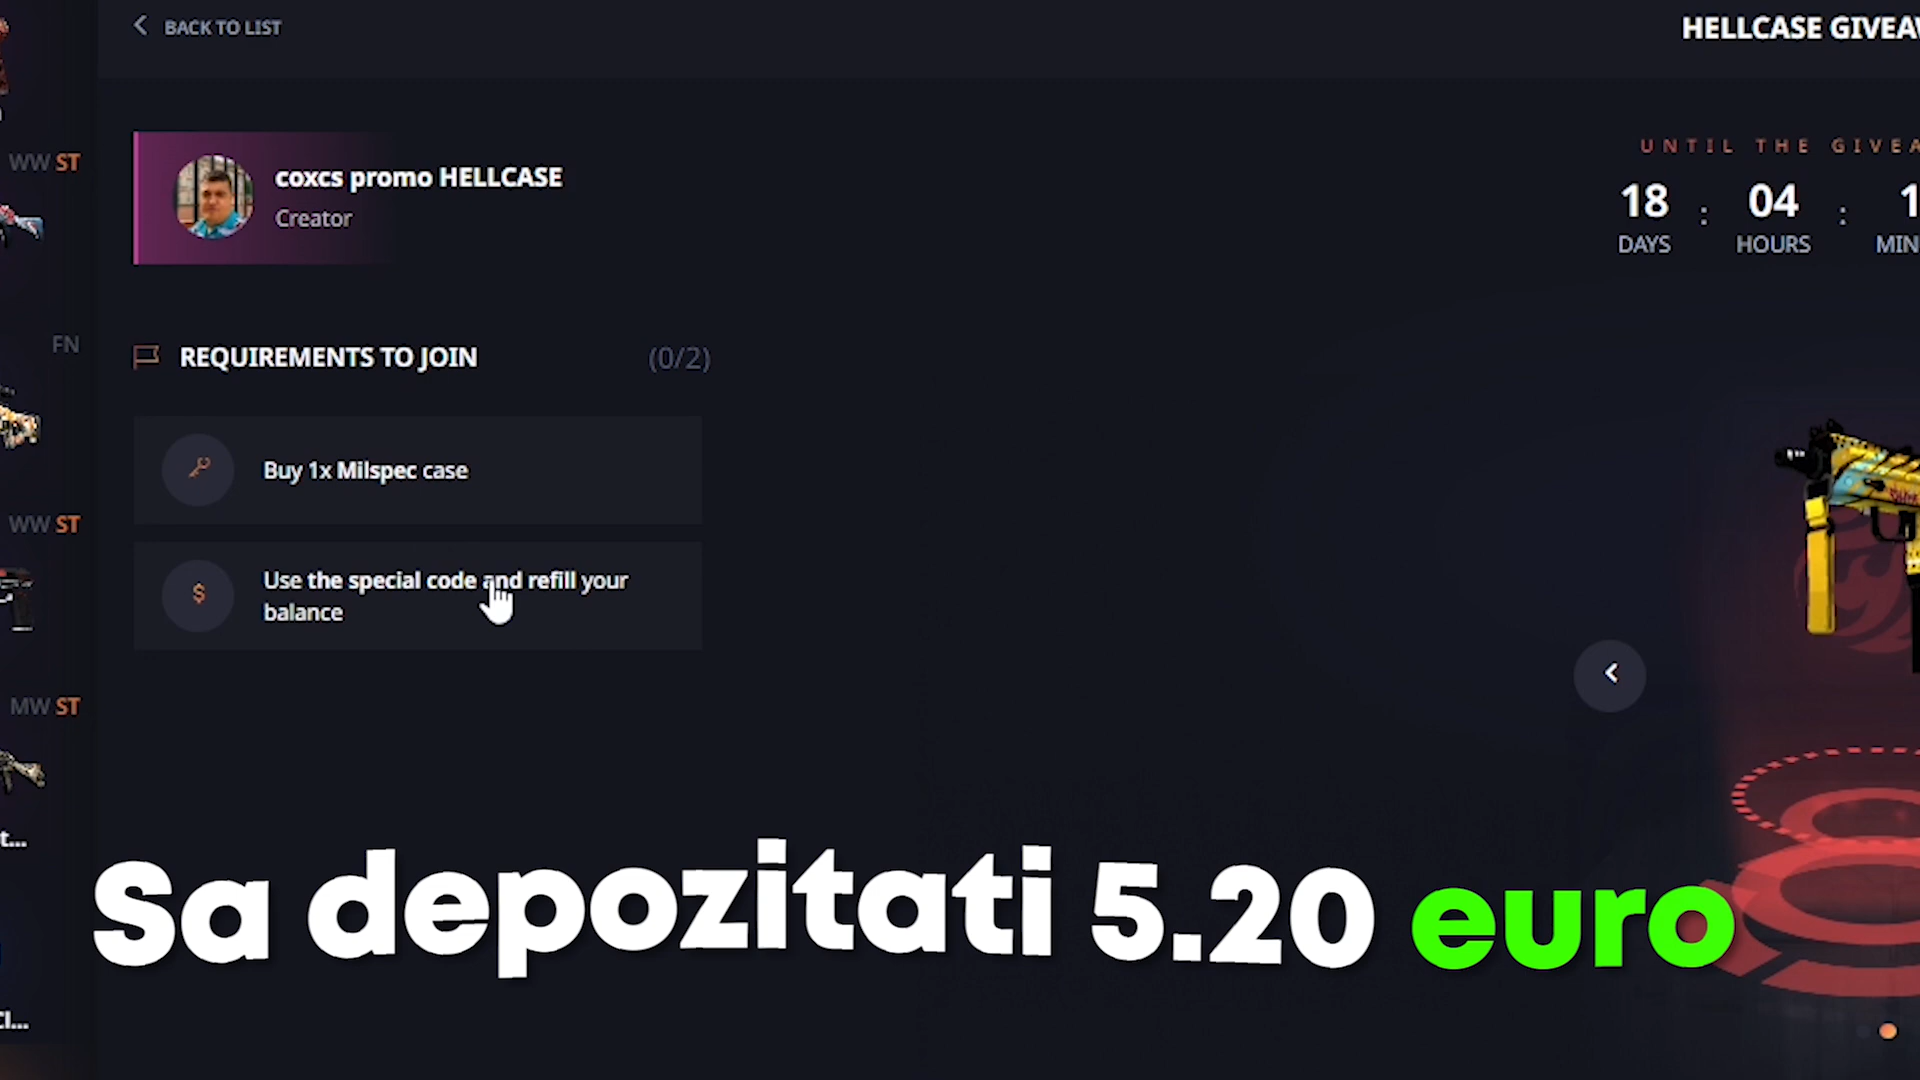 BACK TO LIST
HELLCASE GIVEAW
coxcs promo HELLCASE
Creator
UNTIL THE GIVEA
18 : 04 : 1
DAYS HOURS MIN
WW ST
FN
WW ST
MW ST
REQUIREMENTS TO JOIN (0/2)
Buy 1x Milspec case
$
Use the special code and refill your
balance
t...
Sa depozitati 5.20 euro